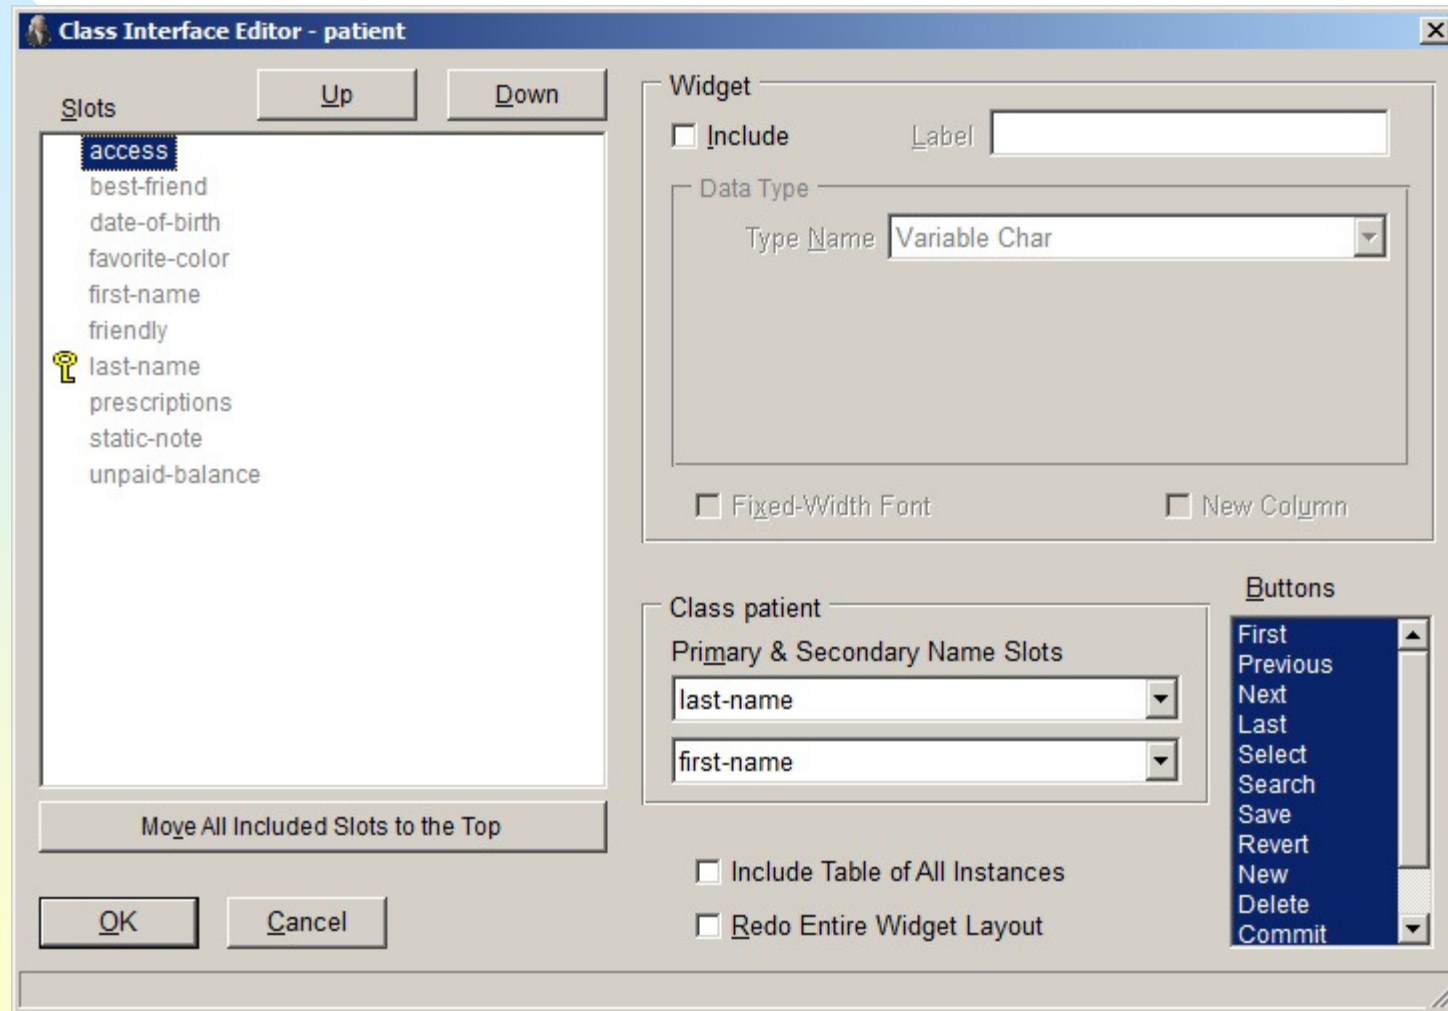 Class Interface Editor - patient
Slots
Up
Down
access
best-friend
date-of-birth
favorite-color
first-name
friendly
last-name
prescriptions
static-note
unpaid-balance
Move All Included Slots to the Top
OK
Cancel
Widget
Include
Label
Data Type
Type Name
Variable Char
Fixed-Width Font
New Column
Class patient
Primary & Secondary Name Slots
last-name
first-name
Include Table of All Instances
Redo Entire Widget Layout
Buttons
First
Previous
Next
Last
Select
Search
Save
Revert
New
Delete
Commit